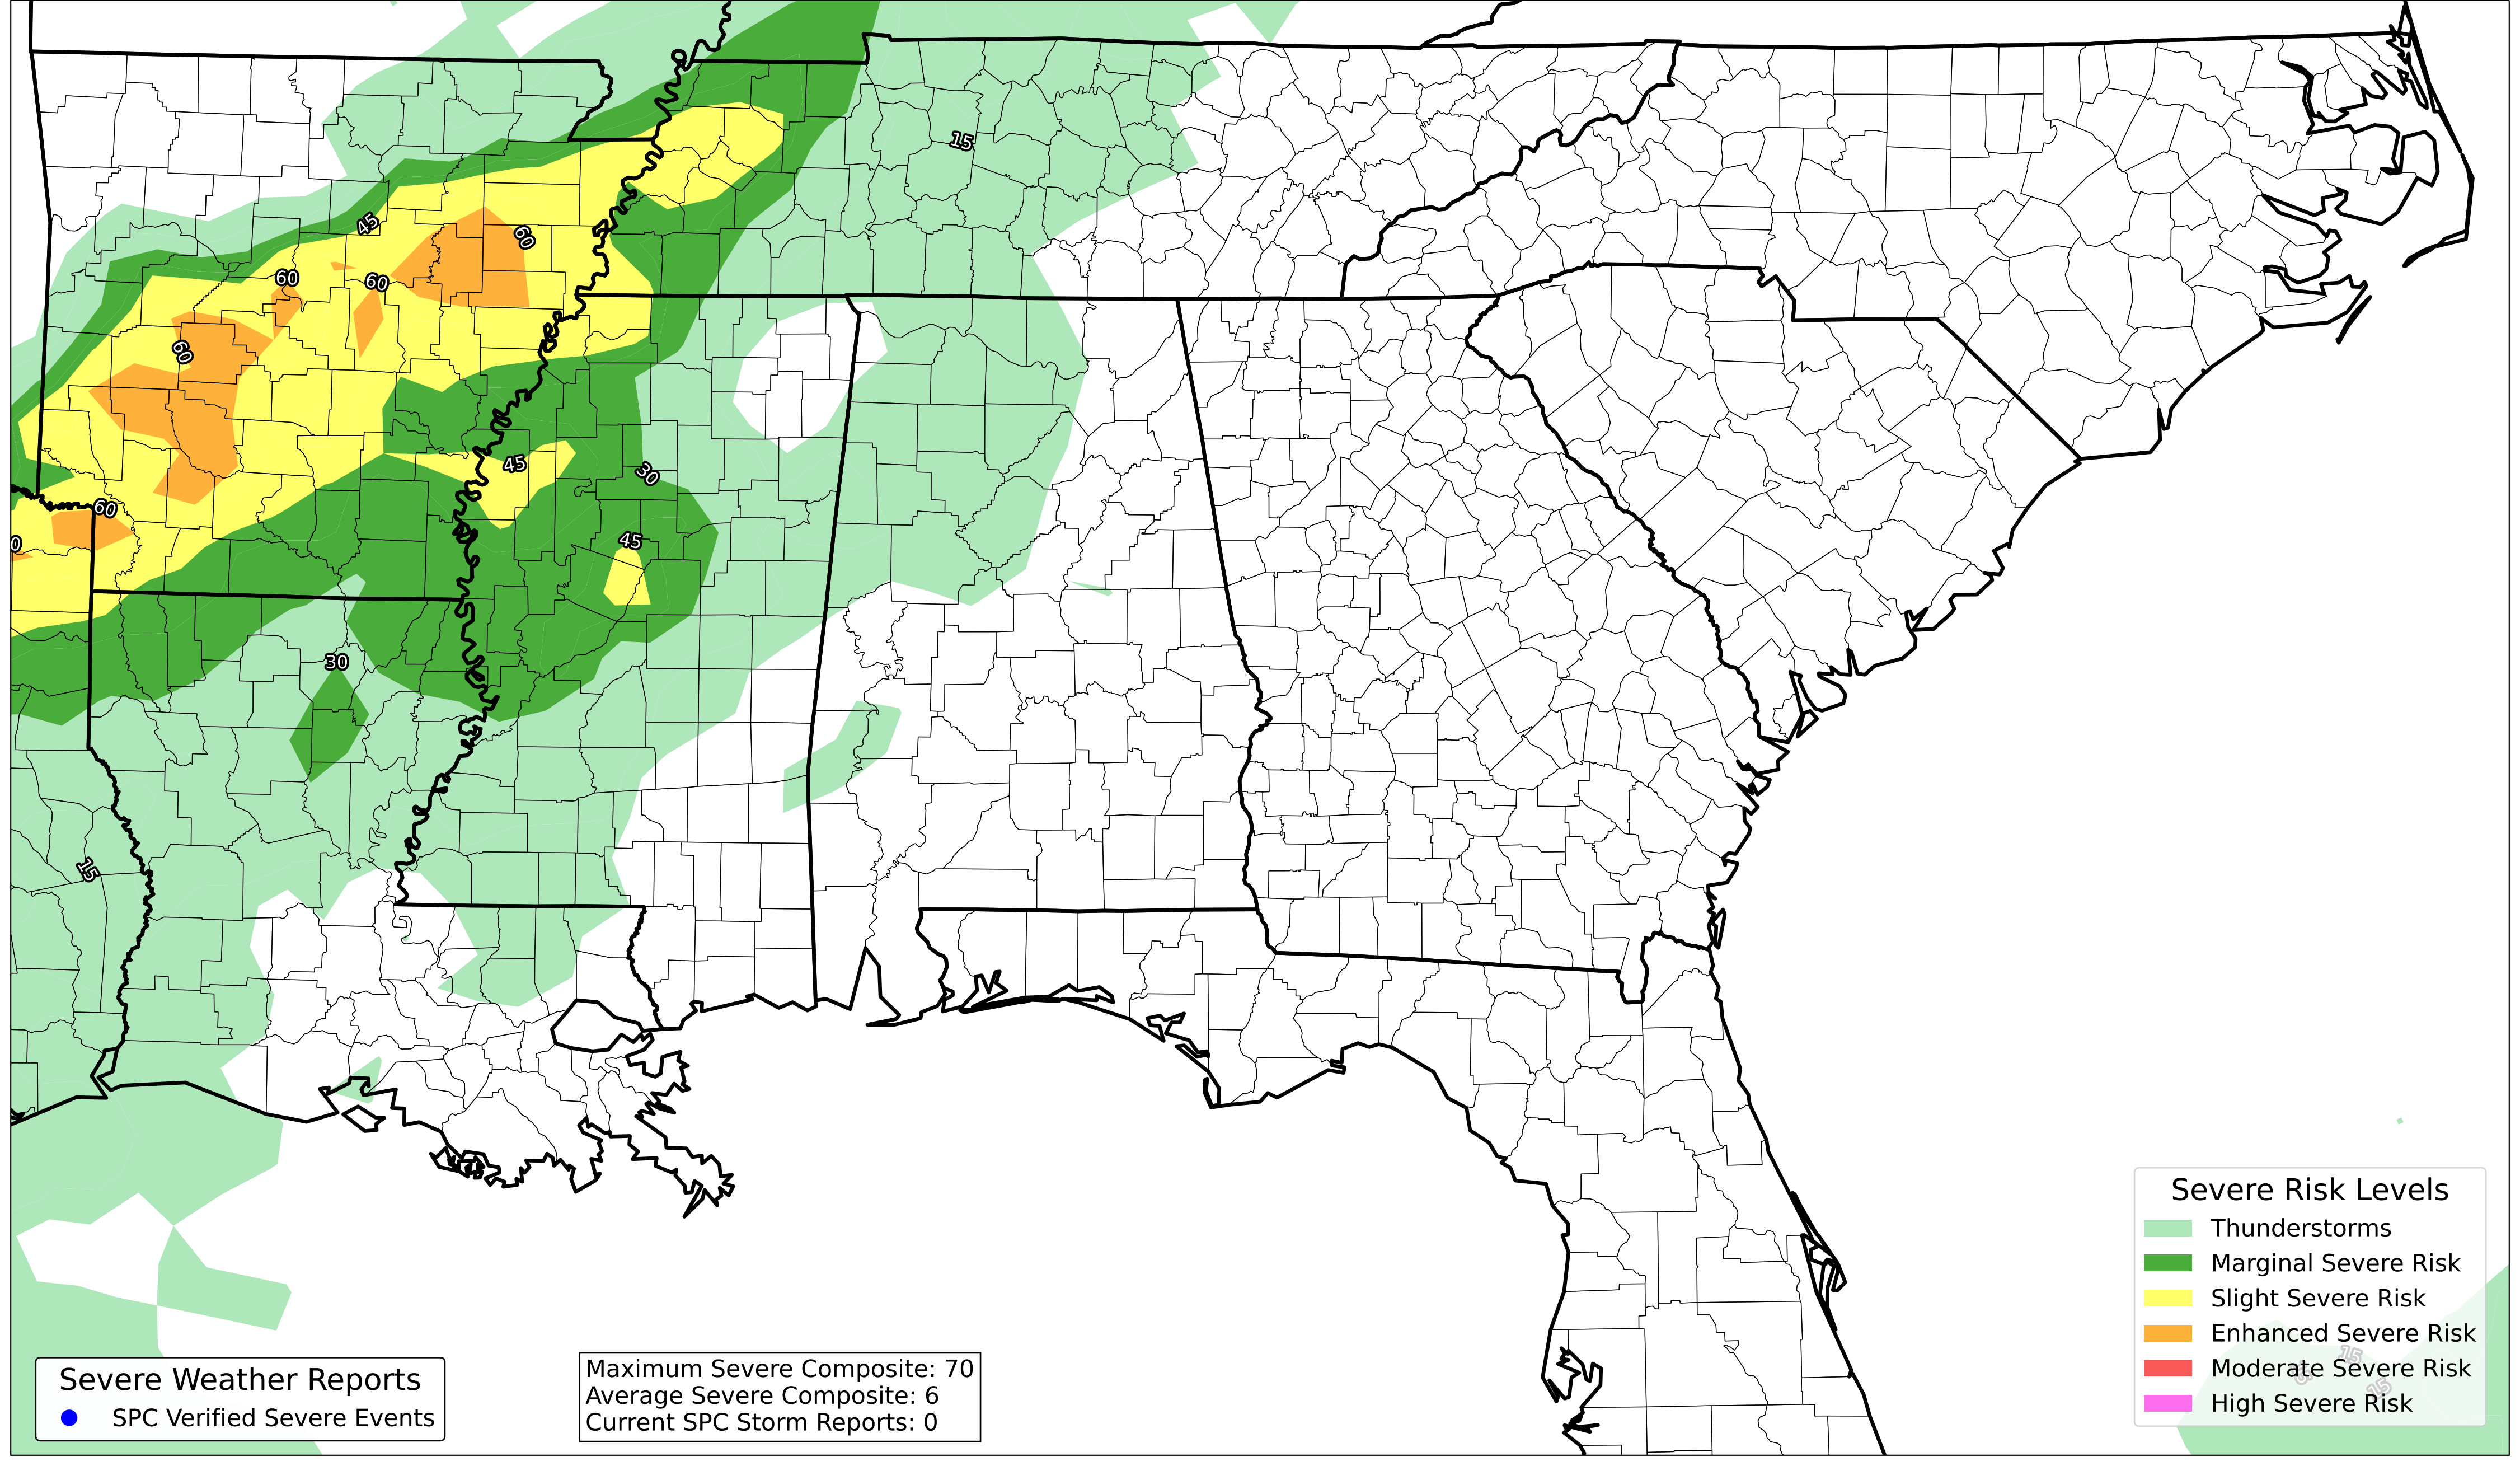 15
45
60
60
60
60
45
30
60
45
0
30
15
Severe Risk Levels
Thunderstorms
Marginal Severe Risk
Slight Severe Risk
Enhanced Severe Risk
Moderate Severe Risk
High Severe Risk
15
15
Severe Weather Reports
SPC Verified Severe Events
Maximum Severe Composite: 70
Average Severe Composite: 6
Current SPC Storm Reports: 0